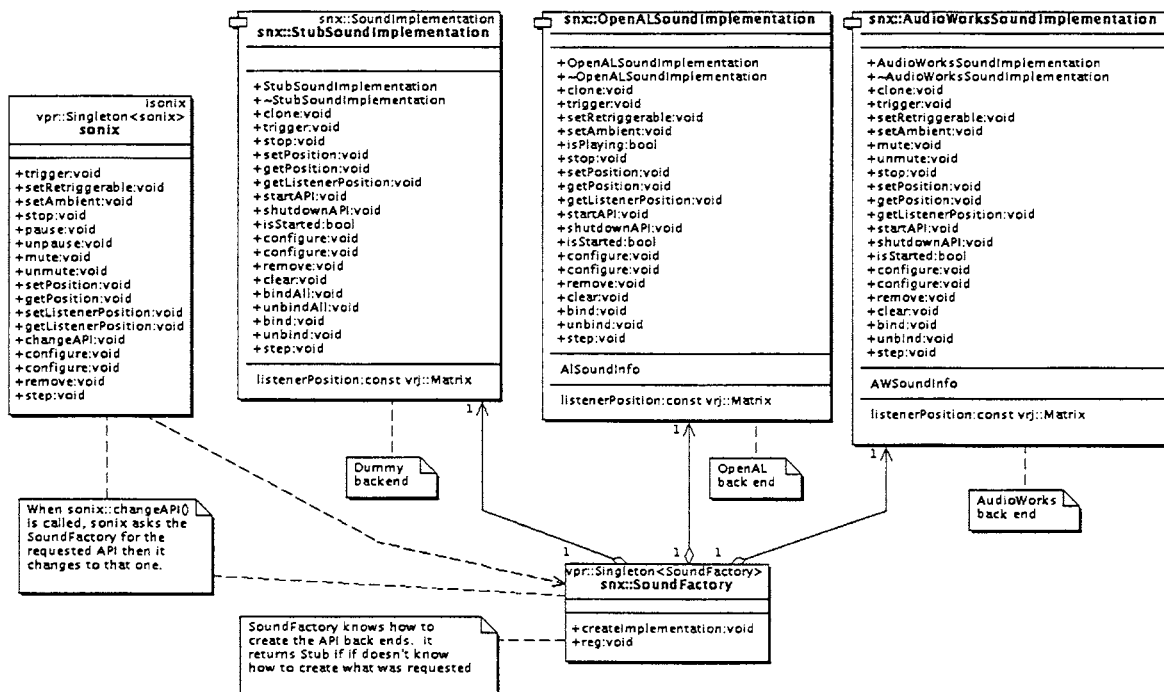 isonix
vpr::Singleton<sonix>
sonix
+trigger:void
+setRetriggerable:void
+setAmbient:void
+stop:void
+pause:void
+unpause:void
+mute:void
+unmute:void
+setPosition:void
+getPosition:void
+setListenerPosition:void
+getListenerPosition:void
+changeAPI:void
+configure:void
+configure:void
+remove:void
+step:void
snx::SoundImplementation
snx::StubSoundImplementation
+StubSoundImplementation
+~StubSoundImplementation
+clone:void
+trigger:void
+stop:void
+setPosition:void
+getPosition:void
+getListenerPosition:void
+startAPI:void
+shutdownAPI:void
+isStarted:bool
+configure:void
+configure:void
+remove:void
+clear:void
+bindAll:void
+unbindAll:void
+bind:void
+unbind:void
+step:void
listenerPosition:const vrj::Matrix
snx::OpenALSoundImplementation
+OpenALSoundImplementation
+~OpenALSoundImplementation
+clone:void
+trigger:void
+setRetriggerable:void
+setAmbient:void
+isPlaying:bool
+stop:void
+setPosition:void
+getPosition:void
+getListenerPosition:void
+startAPI:void
+shutdownAPI:void
+isStarted:bool
+configure:void
+configure:void
+remove:void
+clear:void
+bind:void
+unbind:void
+step:void
AlSoundInfo
listenerPosition:const vrj::Matrix
snx::AudioWorksSoundImplementation
+AudioWorksSoundImplementation
+~AudioWorksSoundImplementation
+clone:void
+trigger:void
+setRetriggerable:void
+setAmbient:void
+mute:void
+unmute:void
+stop:void
+setPosition:void
+getPosition:void
+getListenerPosition:void
+startAPI:void
+shutdownAPI:void
+isStarted:bool
+configure:void
+configure:void
+remove:void
+clear:void
+bind:void
+unbind:void
+step:void
AWSoundInfo
listenerPosition:const vrj::Matrix
1
1
1
Dummy
backend
OpenAL
back end
AudioWorks
back end
When sonix::changeAPI()
is called, sonix asks the
SoundFactory for the
requested API then it
changes to that one.
1
1
1
vpr::Singleton<SoundFactory>
snx::SoundFactory
+createImplementation:void
+reg:void
SoundFactory knows how to
create the API back ends. It
returns Stub if if doesn't know
how to create what was requested